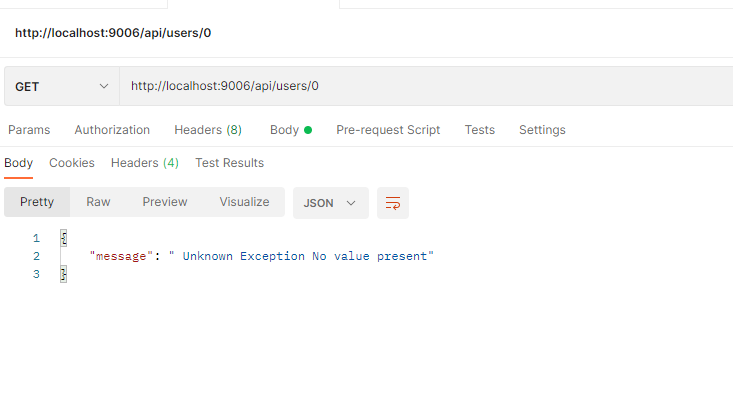 http://localhost:9006/api/users/0
GET http://localhost:9006/api/users/0
Params Authorization Headers (8) Body Pre-request Script Tests Settings
Body Cookies Headers (4) Test Results
Pretty Raw Preview Visualize JSON
1 {
2 "message": " Unknown Exception No value present"
3 }